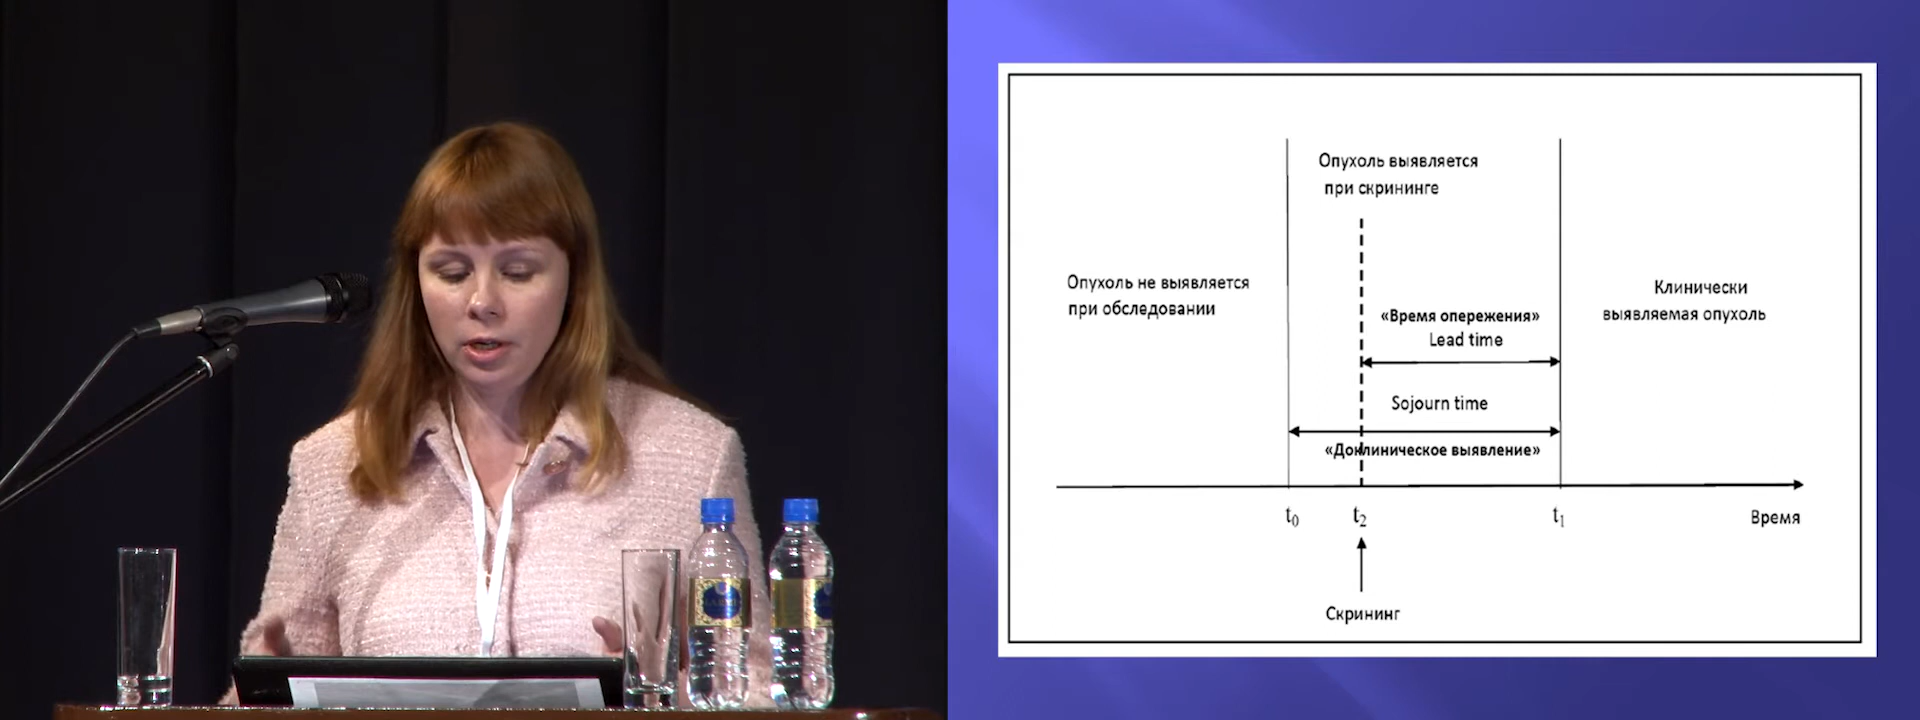 Опухоль выявляется
при скрининге
Опухоль не выявляется
при обследовании
Клинически
выявляемая опухоль
«Время опережения»
Lead time
Sojourn time
«Доклиническое выявление»
t0
t2
t1
Время
Скрининг